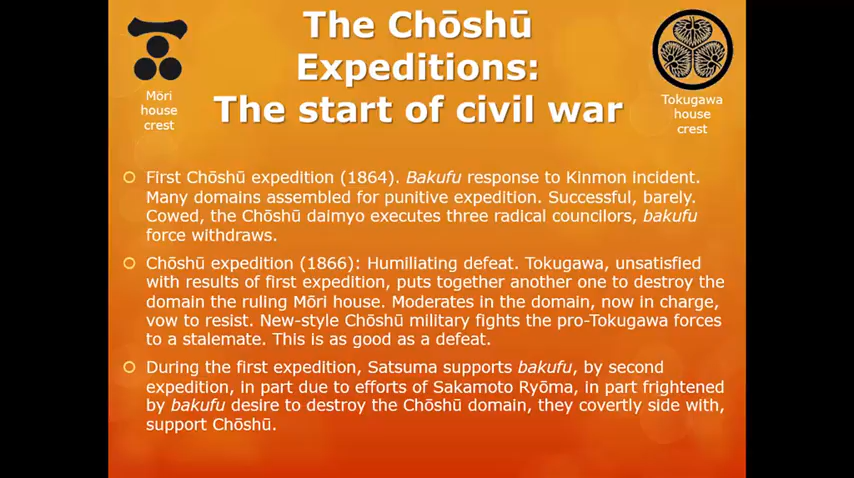 The Chōshū
Expeditions:
The start of civil war
Mōri
house
crest
Tokugawa
house
crest
First Chōshū expedition (1864). Bakufu response to Kinmon incident.
Many domains assembled for punitive expedition. Successful, barely.
Cowed, the Chōshū daimyo executes three radical councilors, bakufu
force withdraws.
Chōshū expedition (1866): Humiliating defeat. Tokugawa, unsatisfied
with results of first expedition, puts together another one to destroy the
domain the ruling Mōri house. Moderates in the domain, now in charge,
vow to resist. New-style Chōshū military fights the pro-Tokugawa forces
to a stalemate. This is as good as a defeat.
During the first expedition, Satsuma supports bakufu, by second
expedition, in part due to efforts of Sakamoto Ryōma, in part frightened
by bakufu desire to destroy the Chōshū domain, they covertly side with,
support Chōshū.